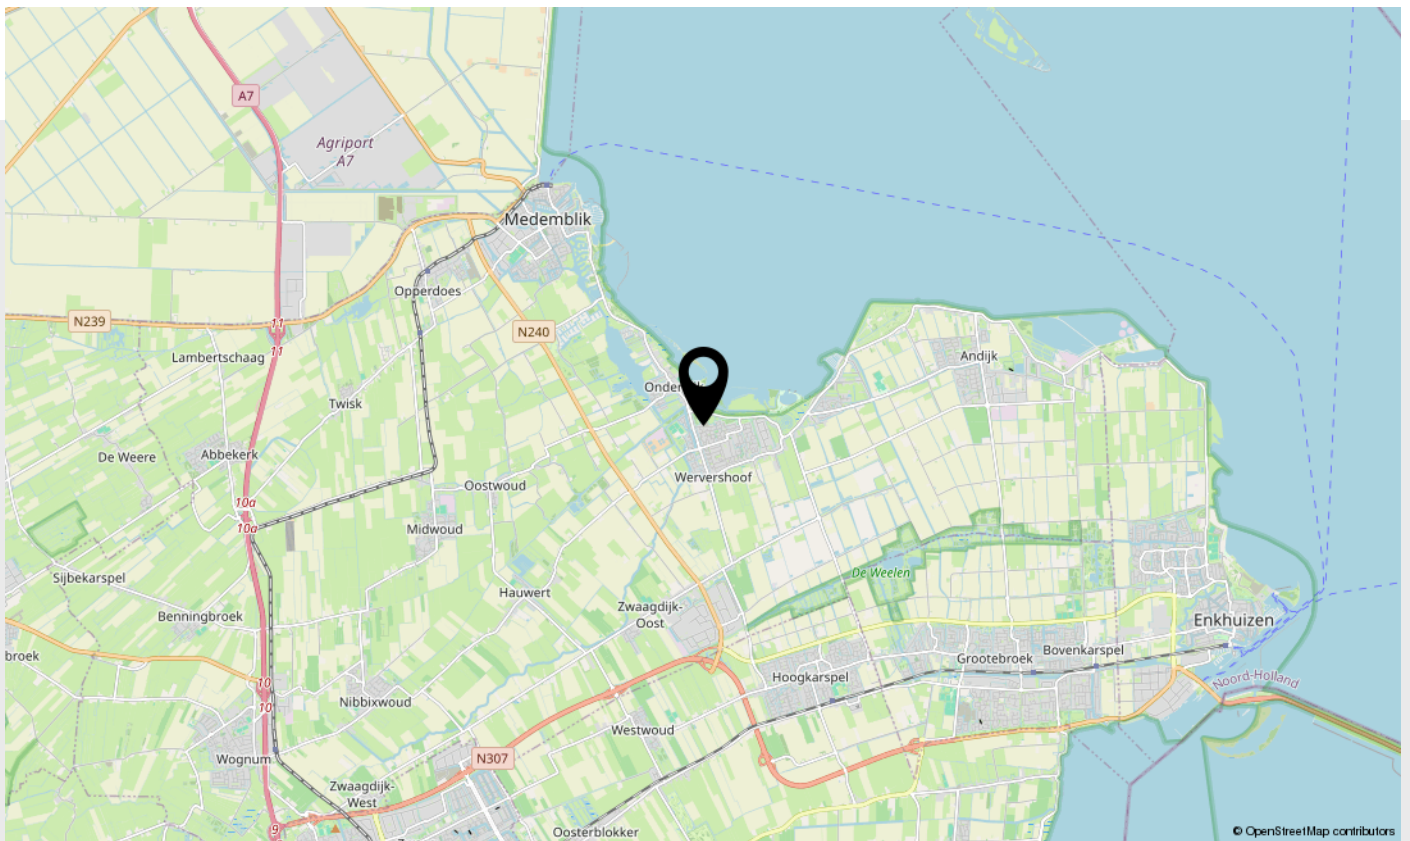 A7
Agriport
A7
Medemblik
Opperdoes
N239
11
11
N240
Lambertschaag
Andijk
Twisk
De Weere
Abbekerk
Wervershoof
Oostwoud
10a
10a
Midwoud
De Weelen
Sijbekarspel
Hauwert
Benningbroek
Zwaagdijk-
Oost
Enkhuizen
broek
Grootebroek
Bovenkarspel
Hoogkarspel
Noord-Holland
10
10
Nibbixwoud
Westwoud
Wognum
N307
Zwaagdijk-
West
9
Oosterblokker
© OpenStreetMap contributors